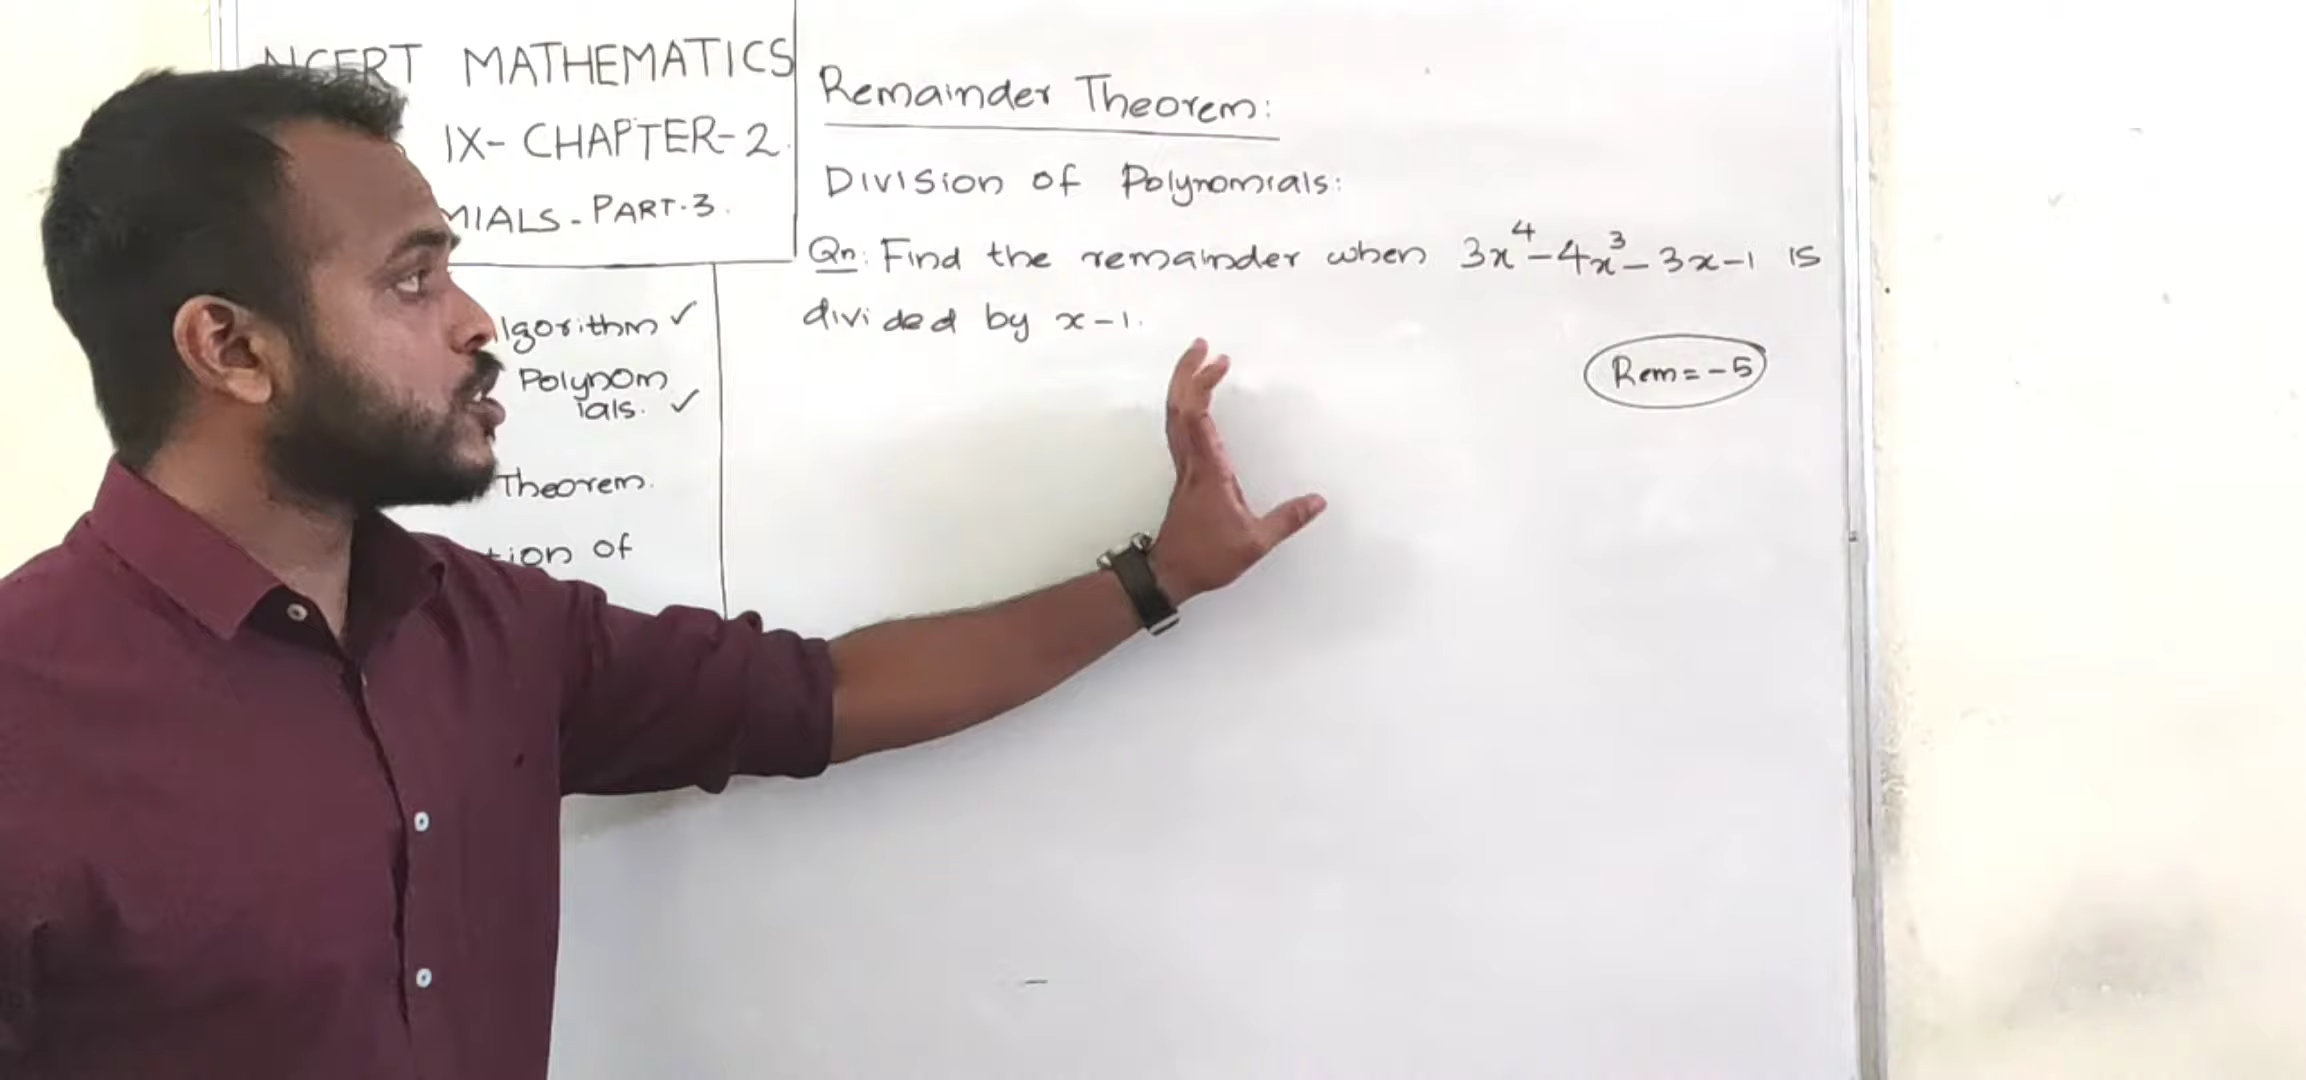 NCERT MATHEMATICS
IX- CHAPTER-2.
MIALS - PART.3.
lgorithm ✓
Polynom
ials. ✓
Theorem.
tion of
Remainder Theorem:
Division of Polynomials:
Qn: Find the remainder when 3x⁴-4x³-3x-1 is
divided by x-1.
Rem=-5